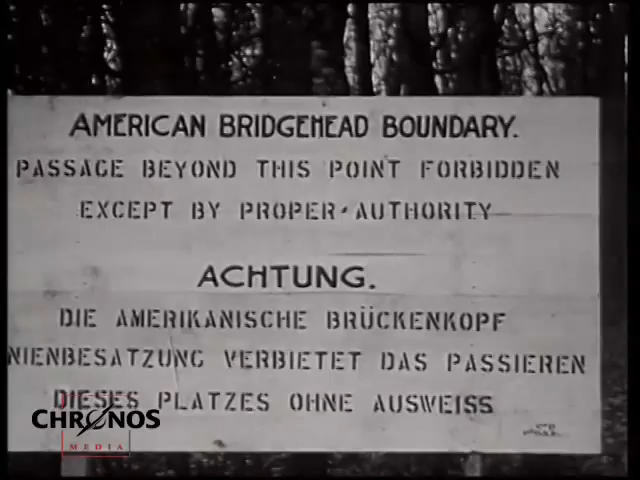 AMERICAN BRIDGEHEAD BOUNDARY.
PASSAGE BEYOND THIS POINT FORBIDDEN
EXCEPT BY PROPER AUTHORITY
ACHTUNG.
DIE AMERIKANISCHE BRÜCKENKOPF
NIENBESATZUNG VERBIETET DAS PASSIEREN
DIESES PLATZES OHNE AUSWEISS
CHRONOS
MEDIA